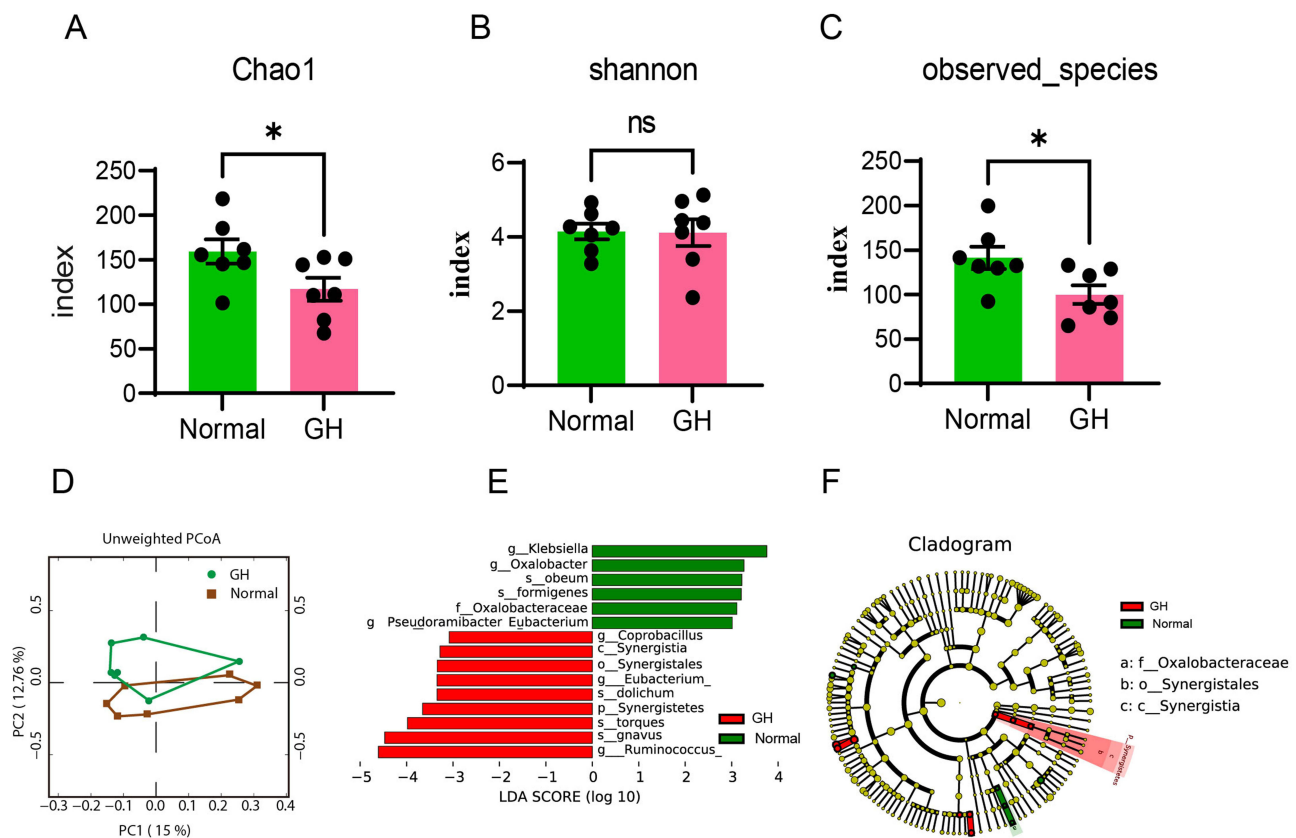 A
B
C
Chao1
shannon
observed_species
*
ns
*
index
250
200
150
100
50
0
Normal
GH
index
6
4
2
0
Normal
GH
index
250
200
150
100
50
0
Normal
GH
D
E
F
Unweighted PCoA
GH
Normal
PC2 ( 12.76 %)
0.5
0.0
−0.5
0.5
0.0
−0.5
−0.3
−0.2
−0.1
0.0
0.1
0.2
0.3
0.4
PC1 ( 15 %)
g__Klebsiella
g__Oxalobacter
s__obeum
s__formigenes
f__Oxalobacteraceae
g__Pseudoramibacter_Eubacterium
g__Coprobacillus
c__Synergistia
o__Synergistales
g___Eubacterium_
s__dolichum
p__Synergistetes
s__torques
s__gnavus
g___Ruminococcus_
GH
Normal
−5
−4
−3
−2
−1
0
1
2
3
4
LDA SCORE (log 10)
Cladogram
GH
Normal
a: f__Oxalobacteraceae
b: o__Synergistales
c: c__Synergistia
p__Synergistetes
c
b